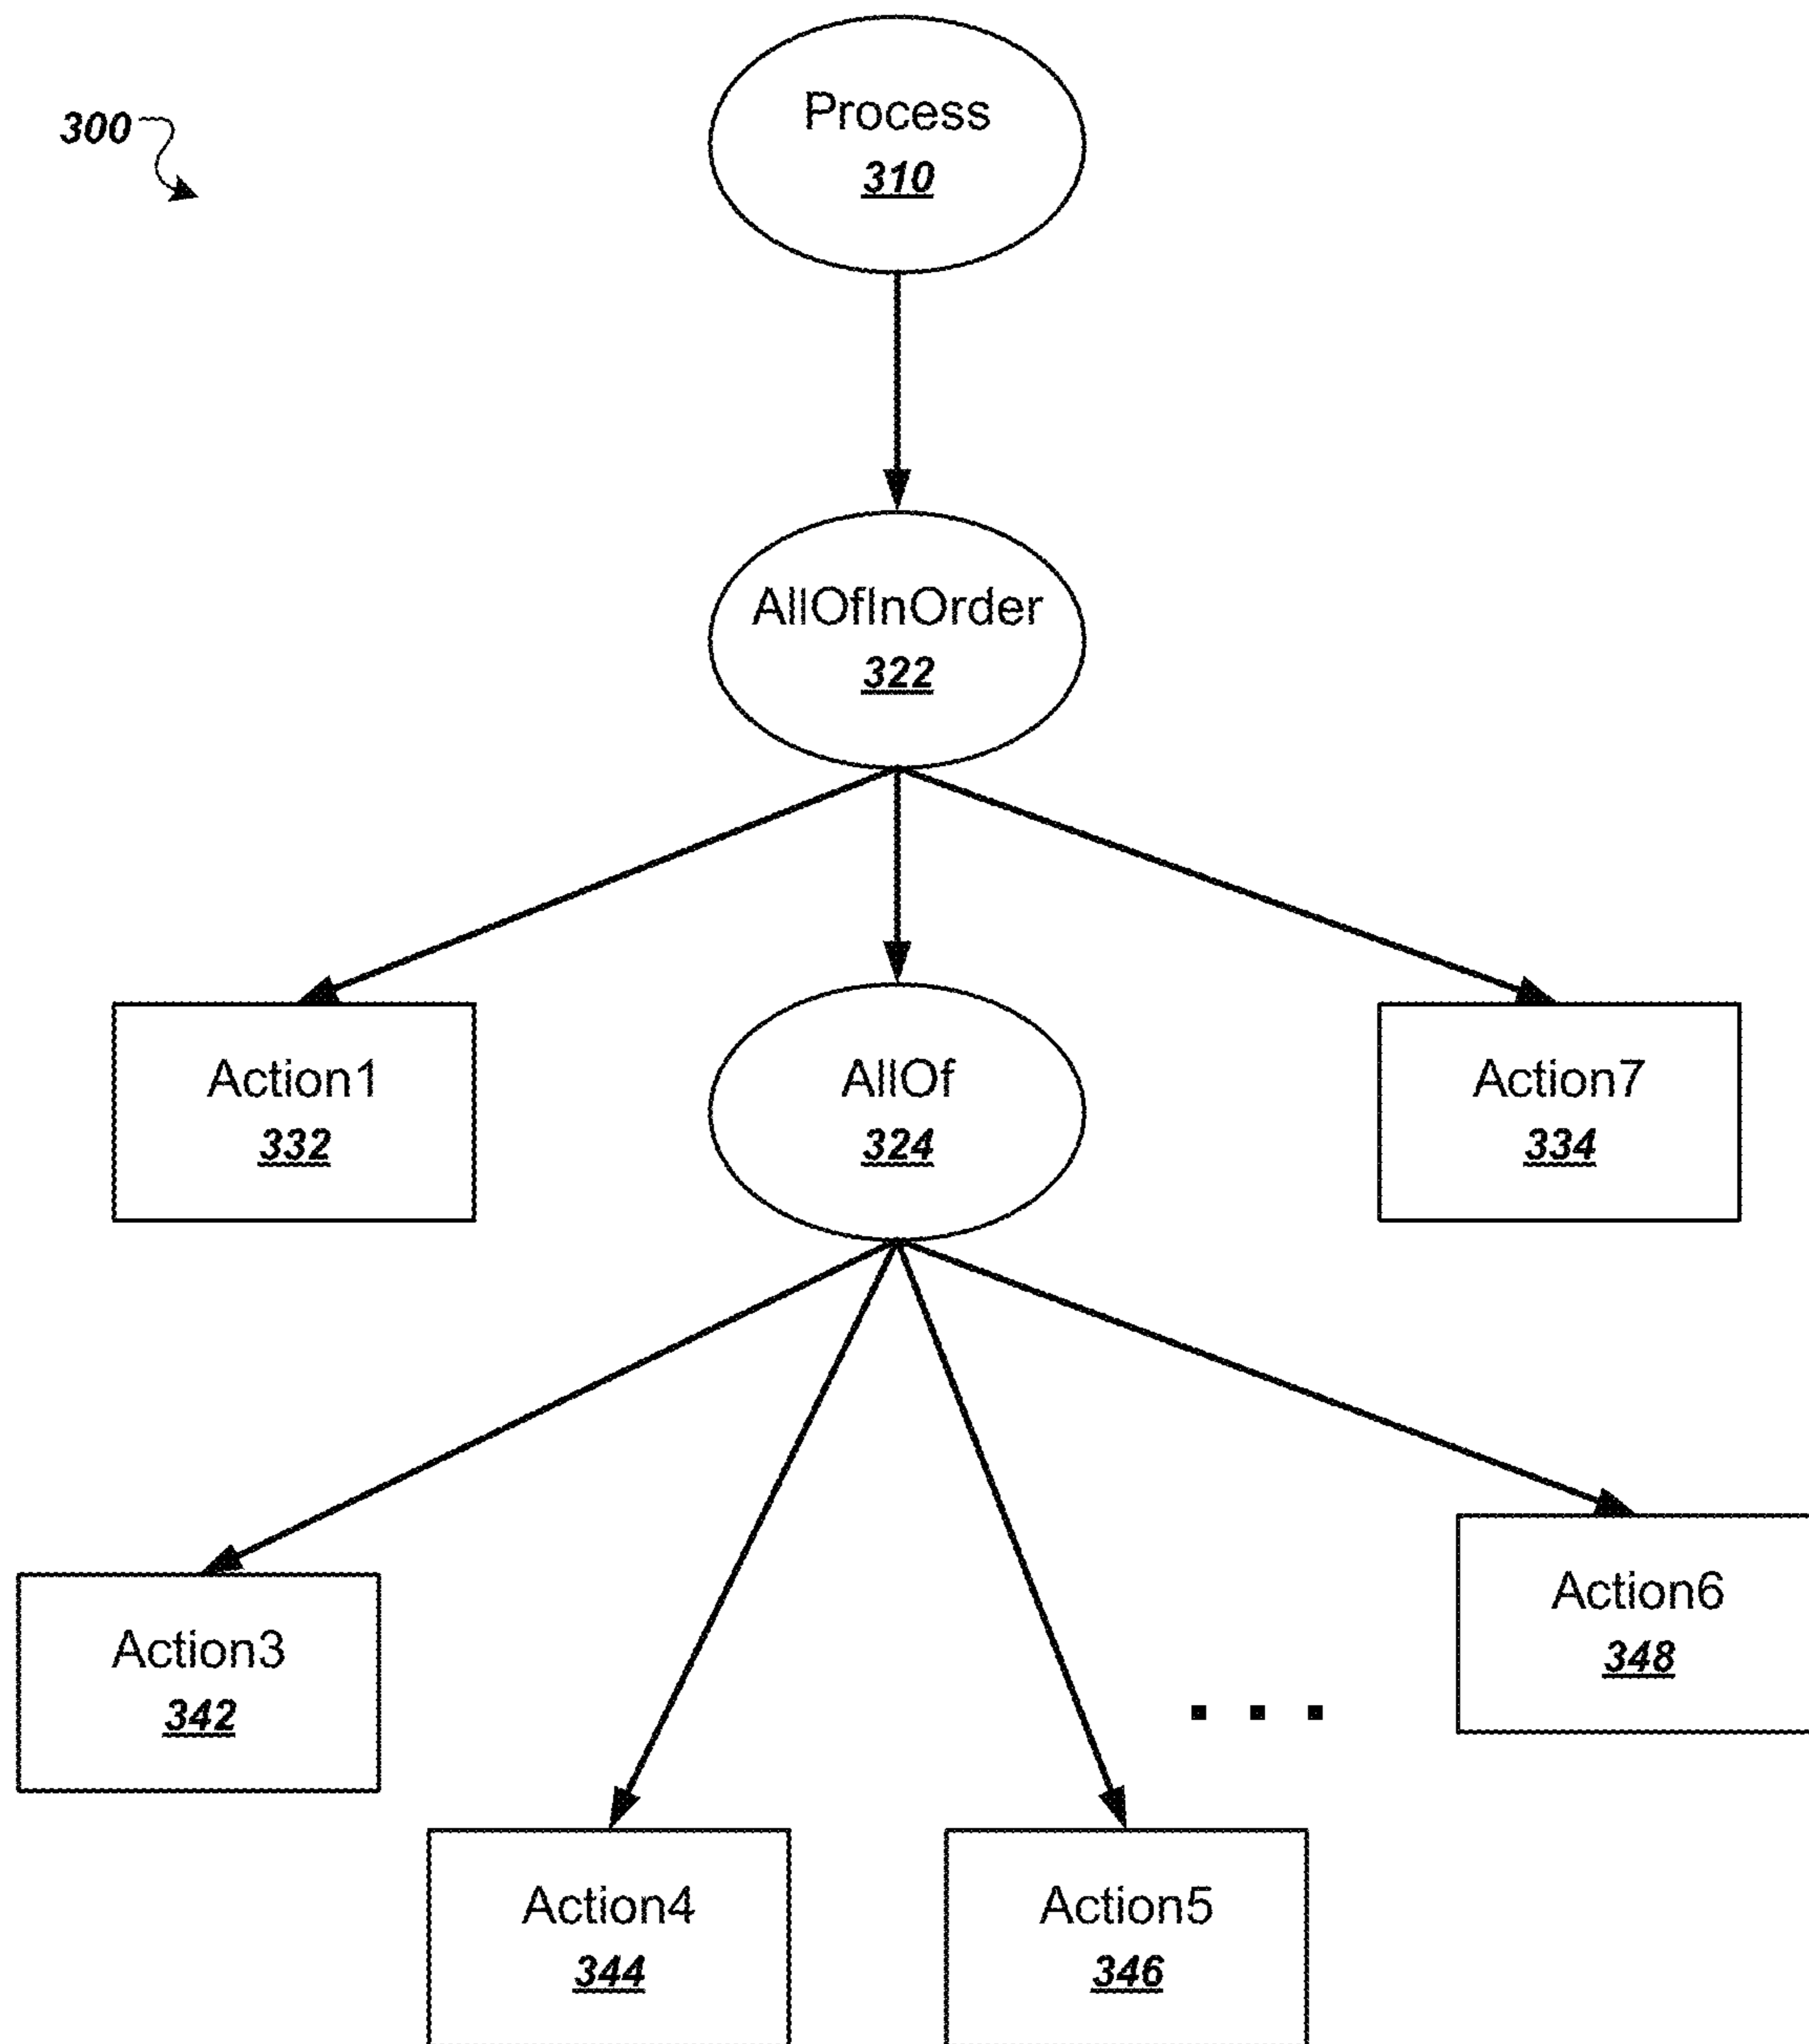 300
Process
310
AllOfInOrder
322
Action1
332
AllOf
324
Action7
334
Action3
342
Action4
344
Action5
346
. . .
Action6
348